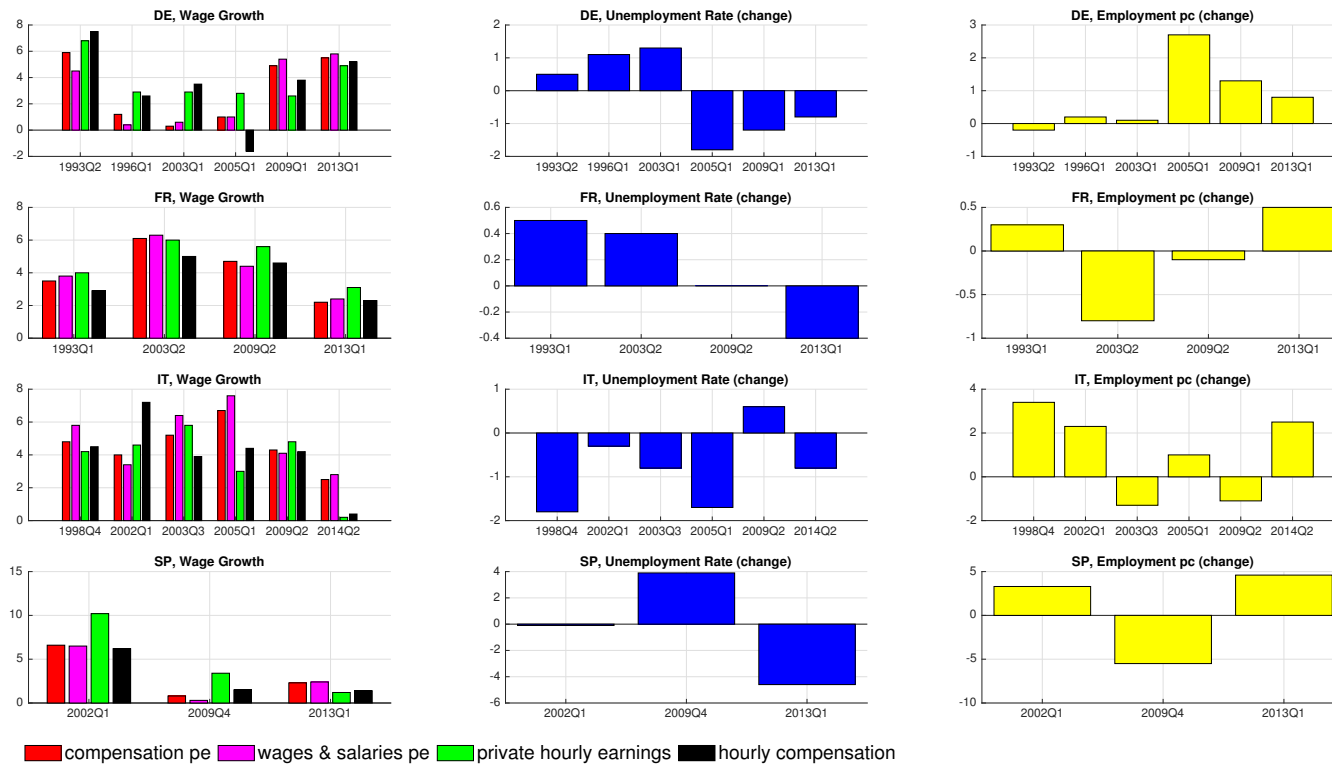 DE, Wage Growth
8
6
4
2
0
-2
1993Q2 1996Q1 2003Q1 2005Q1 2009Q1 2013Q1
DE, Unemployment Rate (change)
2
1
0
-1
-2
1993Q2 1996Q1 2003Q1 2005Q1 2009Q1 2013Q1
DE, Employment pc (change)
3
2
1
0
-1
1993Q2 1996Q1 2003Q1 2005Q1 2009Q1 2013Q1
FR, Wage Growth
8
6
4
2
0
1993Q1 2003Q2 2009Q2 2013Q1
FR, Unemployment Rate (change)
0.6
0.4
0.2
0
-0.2
-0.4
1993Q1 2003Q2 2009Q2 2013Q1
FR, Employment pc (change)
0.5
0
-0.5
-1
1993Q1 2003Q2 2009Q2 2013Q1
IT, Wage Growth
8
6
4
2
0
1998Q4 2002Q1 2003Q3 2005Q1 2009Q2 2014Q2
IT, Unemployment Rate (change)
1
0
-1
-2
1998Q4 2002Q1 2003Q3 2005Q1 2009Q2 2014Q2
IT, Employment pc (change)
4
2
0
-2
1998Q4 2002Q1 2003Q3 2005Q1 2009Q2 2014Q2
SP, Wage Growth
15
10
5
0
2002Q1 2009Q4 2013Q1
SP, Unemployment Rate (change)
4
2
0
-2
-4
-6
2002Q1 2009Q4 2013Q1
SP, Employment pc (change)
5
0
-5
-10
2002Q1 2009Q4 2013Q1
compensation pe wages & salaries pe private hourly earnings hourly compensation